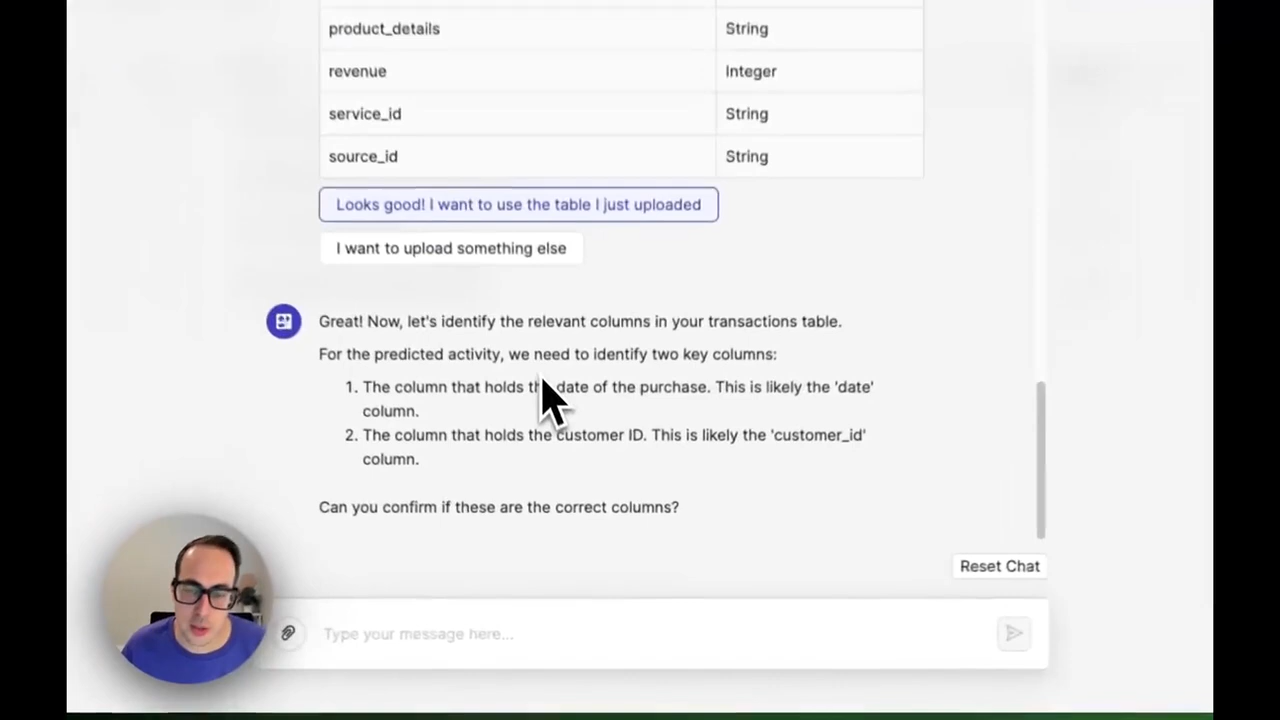 product_details String
revenue Integer
service_id String
source_id String
Looks good! I want to use the table I just uploaded
I want to upload something else
Great! Now, let's identify the relevant columns in your transactions table.
For the predicted activity, we need to identify two key columns:
1. The column that holds the date of the purchase. This is likely the 'date'
column.
2. The column that holds the customer ID. This is likely the 'customer_id'
column.
Can you confirm if these are the correct columns?
Reset Chat
Type your message here...